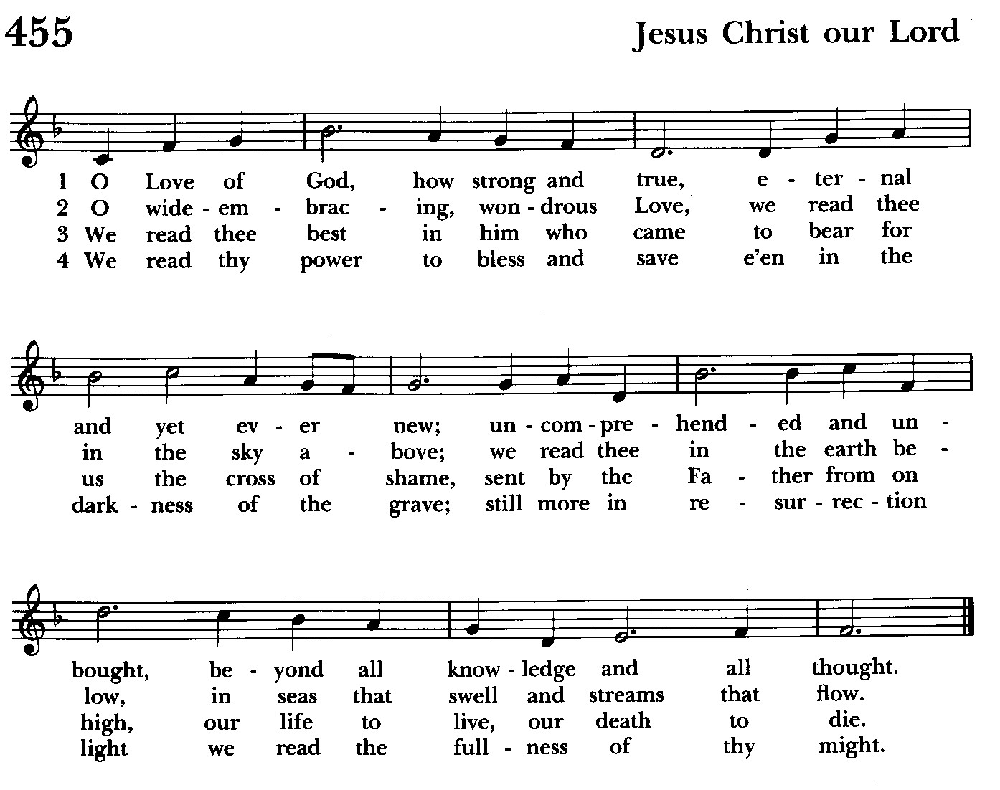 455 Jesus Christ our Lord
1 O Love of God, how strong and true, e - ter - nal
2 O wide - em - brac - ing, won - drous Love, we read thee
3 We read thee best in him who came to bear for
4 We read thy power to bless and save e'en in the
and yet ev - er new; un - com - pre - hend - ed and un -
in the sky a - bove; we read thee in the earth be -
us the cross of shame, sent by the Fa - ther from on
dark - ness of the grave; still more in re - sur - rec - tion
bought, be - yond all know - ledge and all thought.
low, in seas that swell and streams that flow.
high, our life to live, our death to die.
light we read the full - ness of thy might.